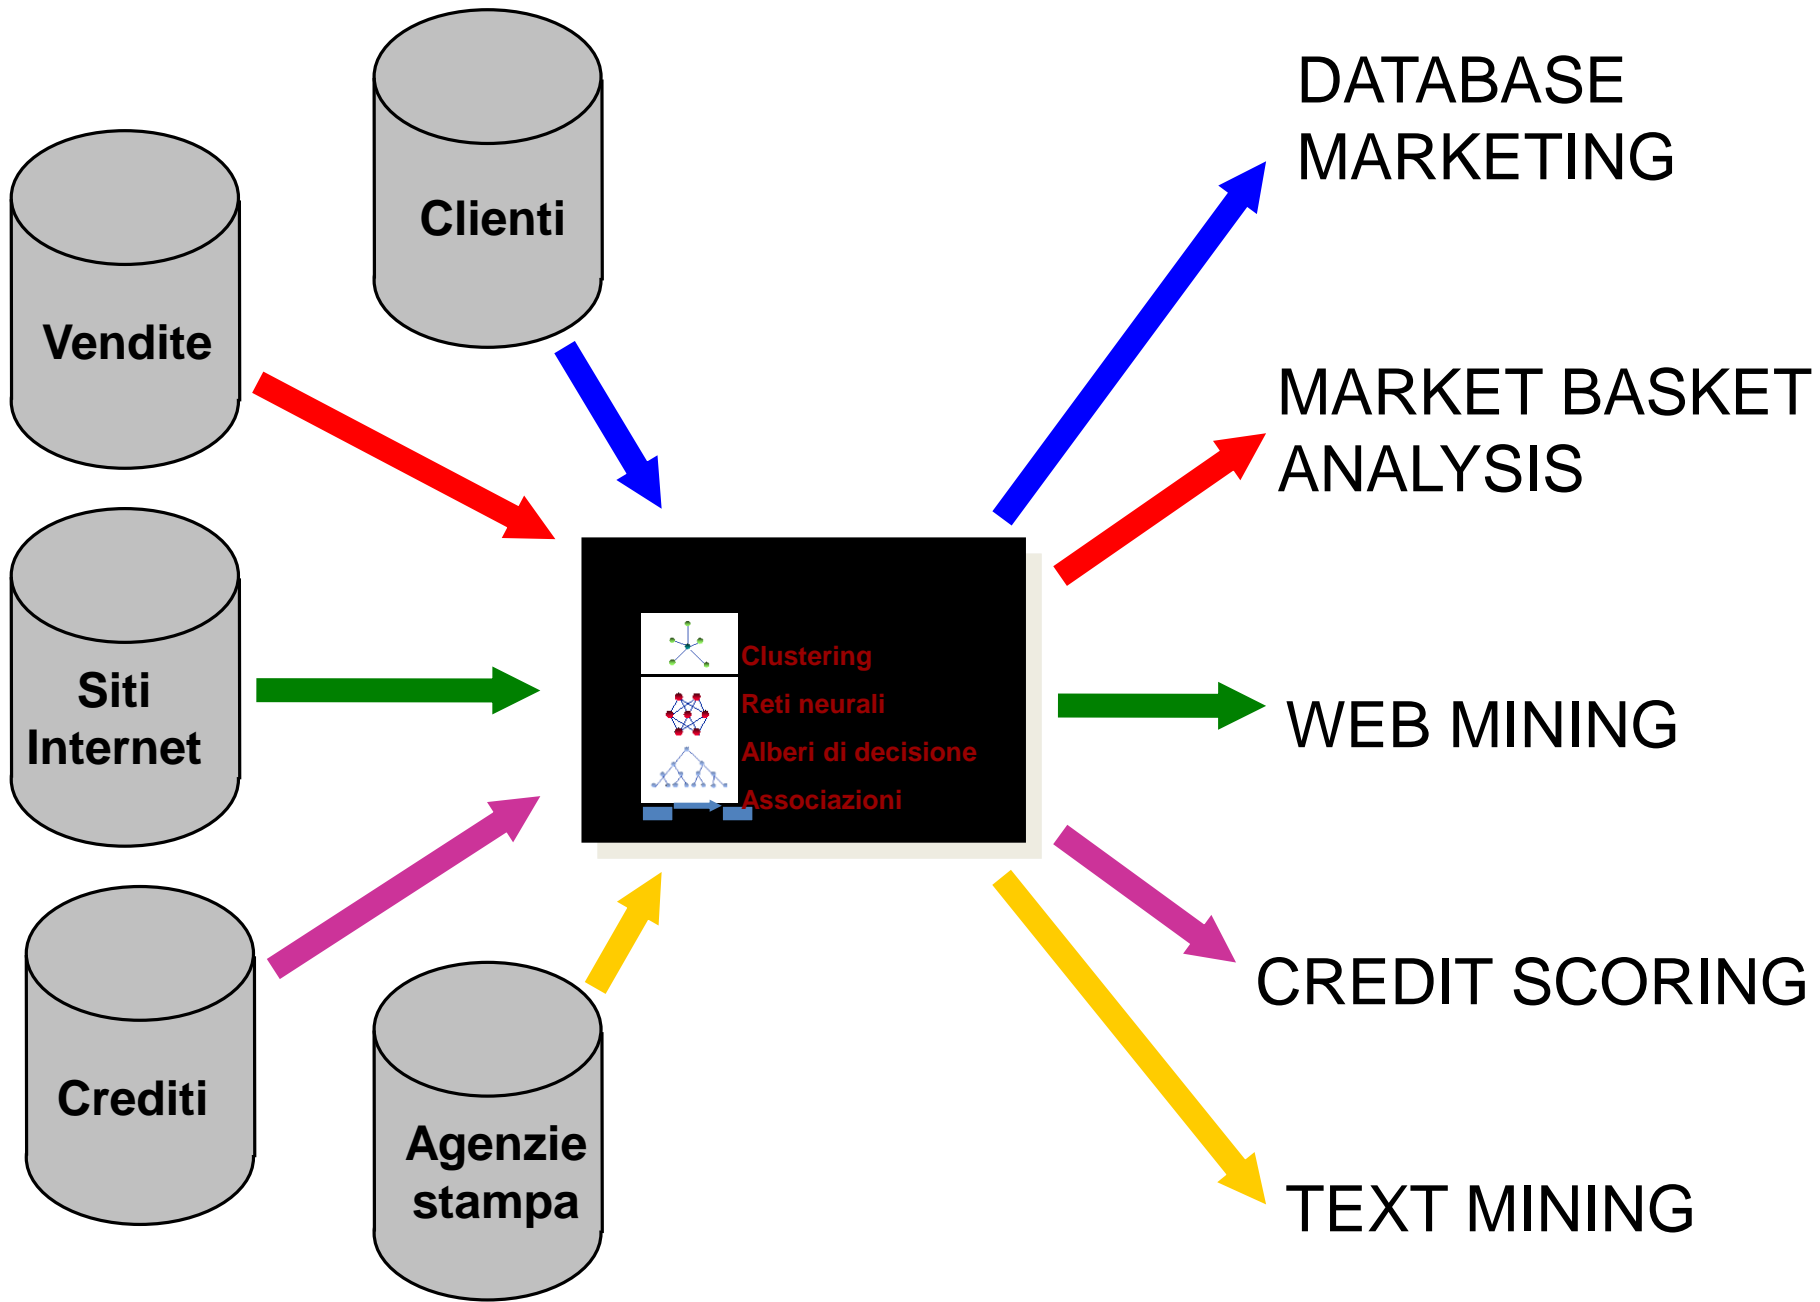 Clienti
Vendite
Siti
Internet
Crediti
Agenzie
stampa
Clustering
Reti neurali
Alberi di decisione
Associazioni
DATABASE
MARKETING
MARKET BASKET
ANALYSIS
WEB MINING
CREDIT SCORING
TEXT MINING